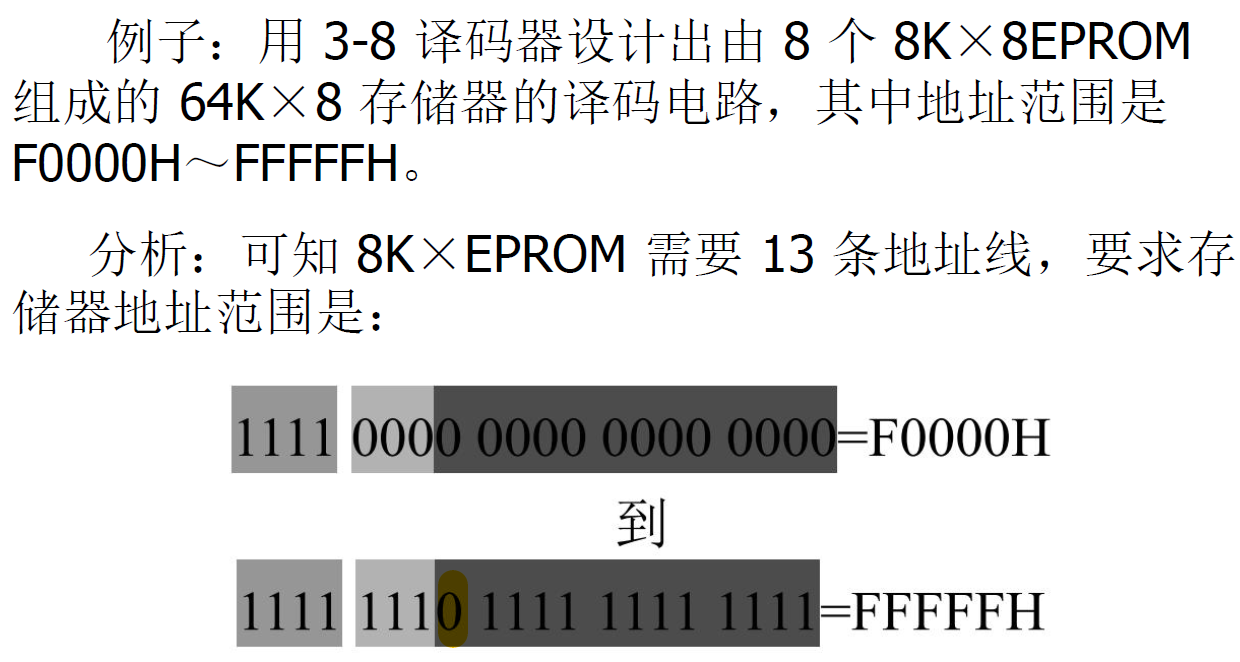 例子：用 3-8 译码器设计出由 8 个 8K×8EPROM
组成的 64K×8 存储器的译码电路，其中地址范围是
F0000H～FFFFFH。
分析：可知 8K×EPROM 需要 13 条地址线，要求存
储器地址范围是：
1111 0000 0000 0000 0000=F0000H
到
1111 1110 1111 1111 1111=FFFFFH